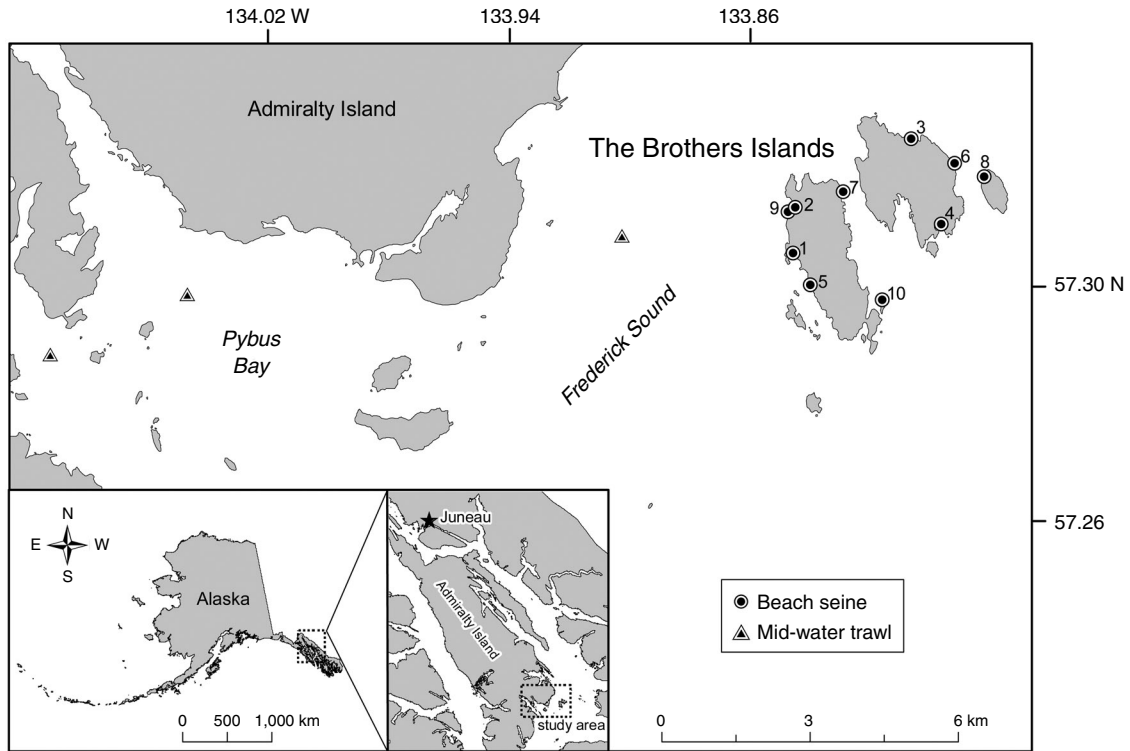 134.02 W
133.94
133.86
Admiralty Island
The Brothers Islands
3
6
8
7
9
2
4
1
5
10
57.30 N
Pybus
Bay
Frederick Sound
57.26
N
E W
S
Alaska
0 500 1,000 km
Juneau
Admiralty Island
study area
Beach seine
Mid-water trawl
0 3 6 km